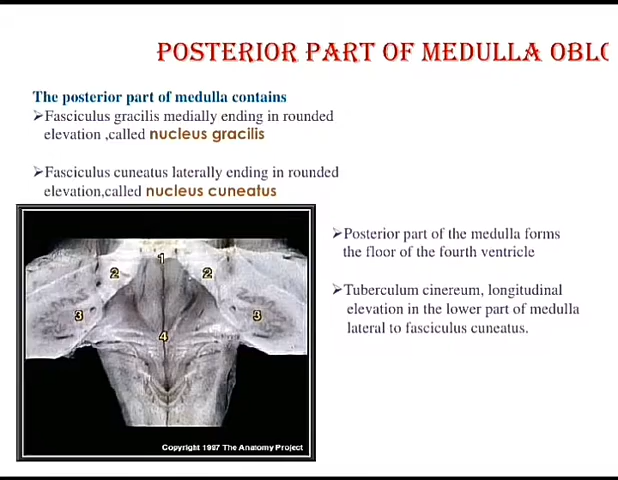 POSTERIOR PART OF MEDULLA OBLO
The posterior part of medulla contains
➢Fasciculus gracilis medially ending in rounded
elevation ,called nucleus gracilis
➢Fasciculus cuneatus laterally ending in rounded
elevation,called nucleus cuneatus
➢Posterior part of the medulla forms
the floor of the fourth ventricle
➢Tuberculum cinereum, longitudinal
elevation in the lower part of medulla
lateral to fasciculus cuneatus.
1
2 2
3 3
4
Copyright 1997 The Anatomy Project